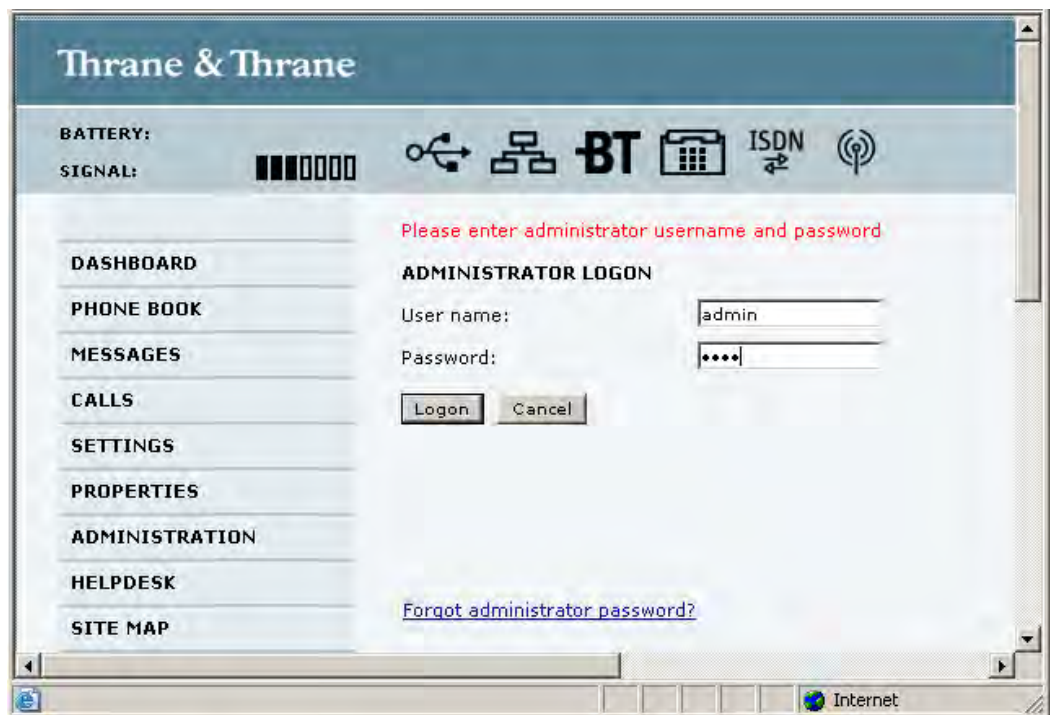 Thrane & Thrane
BATTERY:
SIGNAL:
BT
ISDN
Please enter administrator username and password
DASHBOARD
ADMINISTRATOR LOGON
PHONE BOOK
User name:
admin
MESSAGES
Password:
••••
CALLS
Logon
Cancel
SETTINGS
PROPERTIES
ADMINISTRATION
HELPDESK
Forgot administrator password?
SITE MAP
Internet